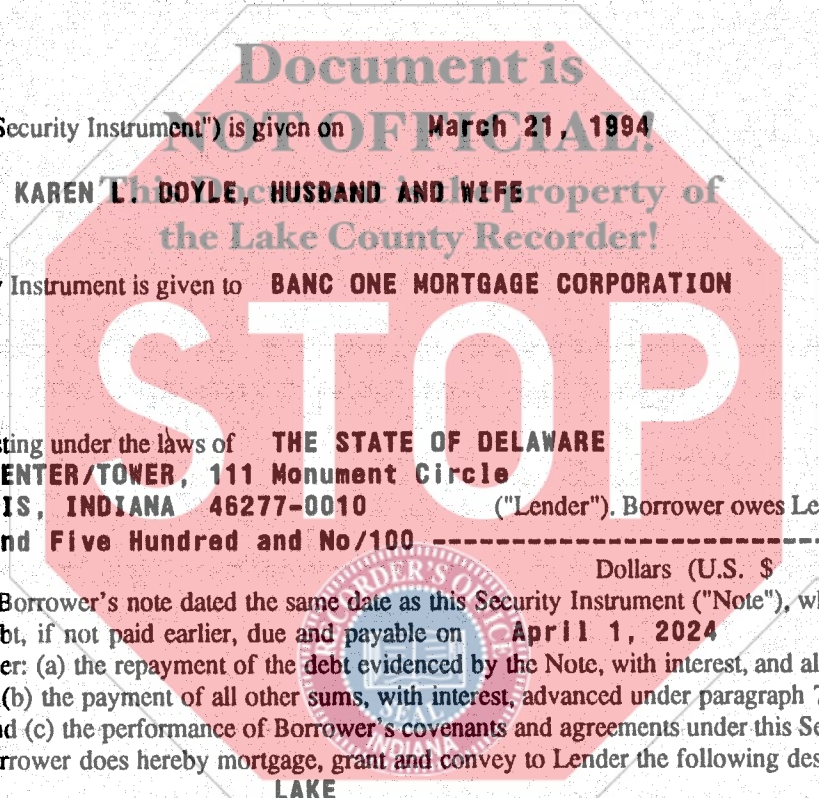 Document is
NOT OFFICIAL!
Security Instrument") is given on March 21, 1994
This Document is the property of
KAREN L. DOYLE, HUSBAND AND WIFE
the Lake County Recorder!
Instrument is given to BANC ONE MORTGAGE CORPORATION
STOP
ting under the laws of THE STATE OF DELAWARE
ENTER/TOWER, 111 Monument Circle
IS, INDIANA 46277-0010 ("Lender"). Borrower owes Le
nd Five Hundred and No/100 ----------------------------
Dollars (U.S. $
Borrower's note dated the same date as this Security Instrument ("Note"), wh
bt, if not paid earlier, due and payable on April 1, 2024
er: (a) the repayment of the debt evidenced by the Note, with interest, and al
(b) the payment of all other sums, with interest, advanced under paragraph 7
nd (c) the performance of Borrower's covenants and agreements under this Se
rrower does hereby mortgage, grant and convey to Lender the following des
LAKE
RECORDER'S OFFICE
SEAL
INDIANA